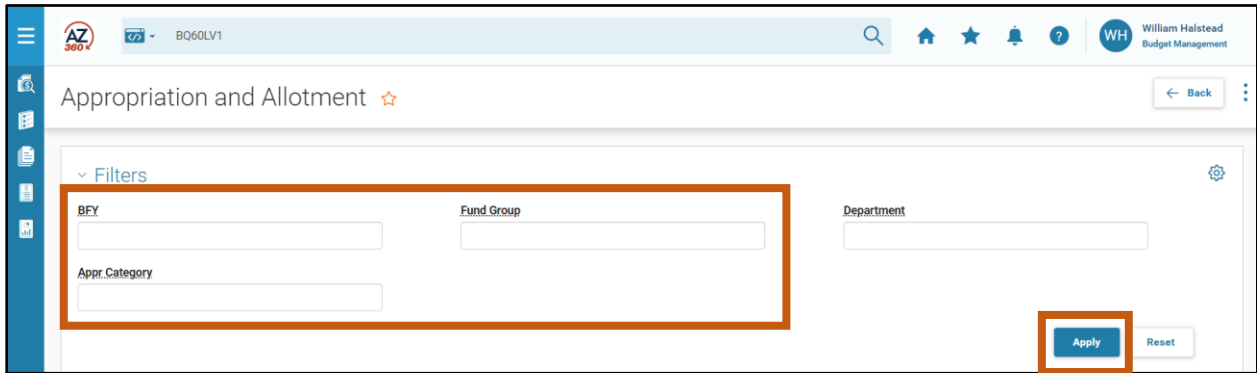 AZ
360
BQ60LV1
?
WH
William Halstead
Budget Management
Appropriation and Allotment
← Back
Filters
BFY
Fund Group
Department
Appr Category
Apply
Reset